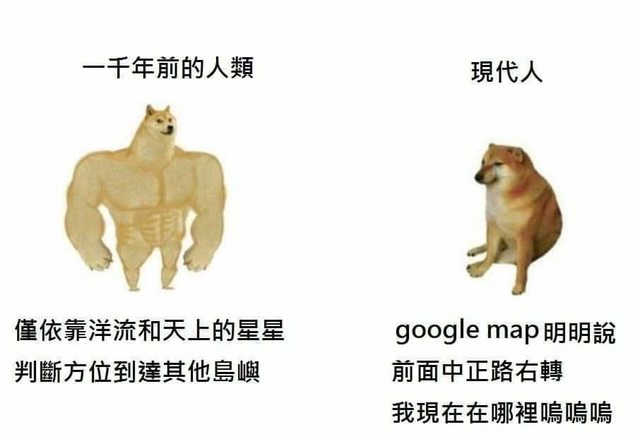 一千年前的人類
現代人
僅依靠洋流和天上的星星
判斷方位到達其他島嶼
google map明明說
前面中正路右轉
我現在在哪裡嗚嗚嗚